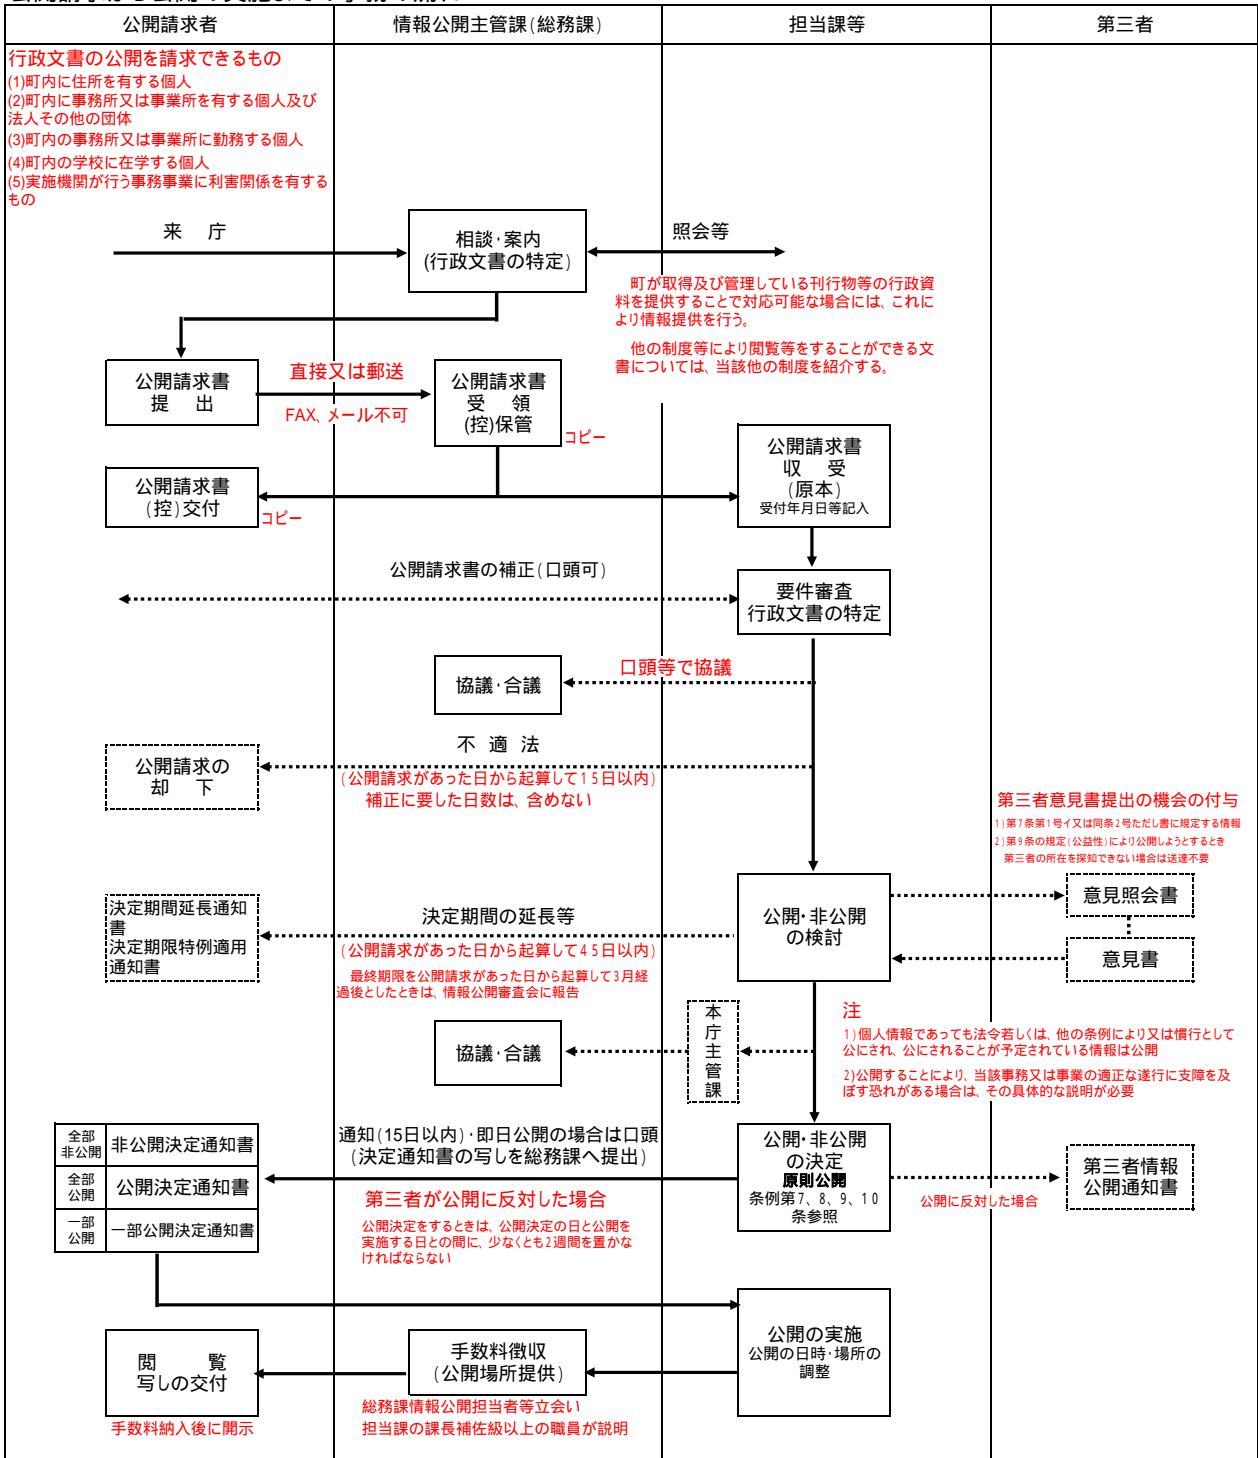 公開請求者
情報公開主管課(総務課)
担当課等
第三者
行政文書の公開を請求できるもの
(1)町内に住所を有する個人
(2)町内に事務所又は事業所を有する個人及び
法人その他の団体
(3)町内の事務所又は事業所に勤務する個人
(4)町内の学校に在学する個人
(5)実施機関が行う事務事業に利害関係を有する
もの
来 庁
相談・案内
(行政文書の特定)
照会等
町が取得及び管理している刊行物等の行政資
料を提供することで対応可能な場合には、これに
より情報提供を行う。
他の制度等により閲覧等をすることができる文
書については、当該他の制度を紹介する。
公開請求書
提 出
直接又は郵送
FAX、メール不可
公開請求書
受 領
(控)保管
コピー
公開請求書
収 受
(原本)
受付年月日等記入
公開請求書
(控)交付
コピー
公開請求書の補正(口頭可)
要件審査
行政文書の特定
口頭等で協議
協議・合議
不 適 法
公開請求の
却 下
(公開請求があった日から起算して15日以内)
補正に要した日数は、含めない
第三者意見書提出の機会の付与
1)第7条第1号イ又は同条2号ただし書に規定する情報
2)第9条の規定(公益性)により公開しようとするとき
第三者の所在を探知できない場合は送達不要
決定期間延長通知
書
決定期限特例適用
通知書
決定期間の延長等
(公開請求があった日から起算して45日以内)
最終期限を公開請求があった日から起算して3月経
過後としたときは、情報公開審査会に報告
公開・非公開
の検討
意見照会書
意見書
協議・合議
本
庁
主
管
課
注
1)個人情報であっても法令若しくは、他の条例により又は慣行として
公にされ、公にされることが予定されている情報は公開
2)公開することにより、当該事務又は事業の適正な遂行に支障を及
ぼす恐れがある場合は、その具体的な説明が必要
全部
非公開
非公開決定通知書
全部
公開
公開決定通知書
一部
公開
一部公開決定通知書
通知(15日以内)・即日公開の場合は口頭
(決定通知書の写しを総務課へ提出)
第三者が公開に反対した場合
公開決定をするときは、公開決定の日と公開を
実施する日との間に、少なくとも2週間を置かな
ければならない
公開・非公開
の決定
原則公開
条例第7、8、9、10
条参照
公開に反対した場合
第三者情報
公開通知書
公開の実施
公開の日時・場所の
調整
手数料徴収
(公開場所提供)
総務課情報公開担当者等立会い
担当課の課長補佐級以上の職員が説明
閲 覧
写しの交付
手数料納入後に開示